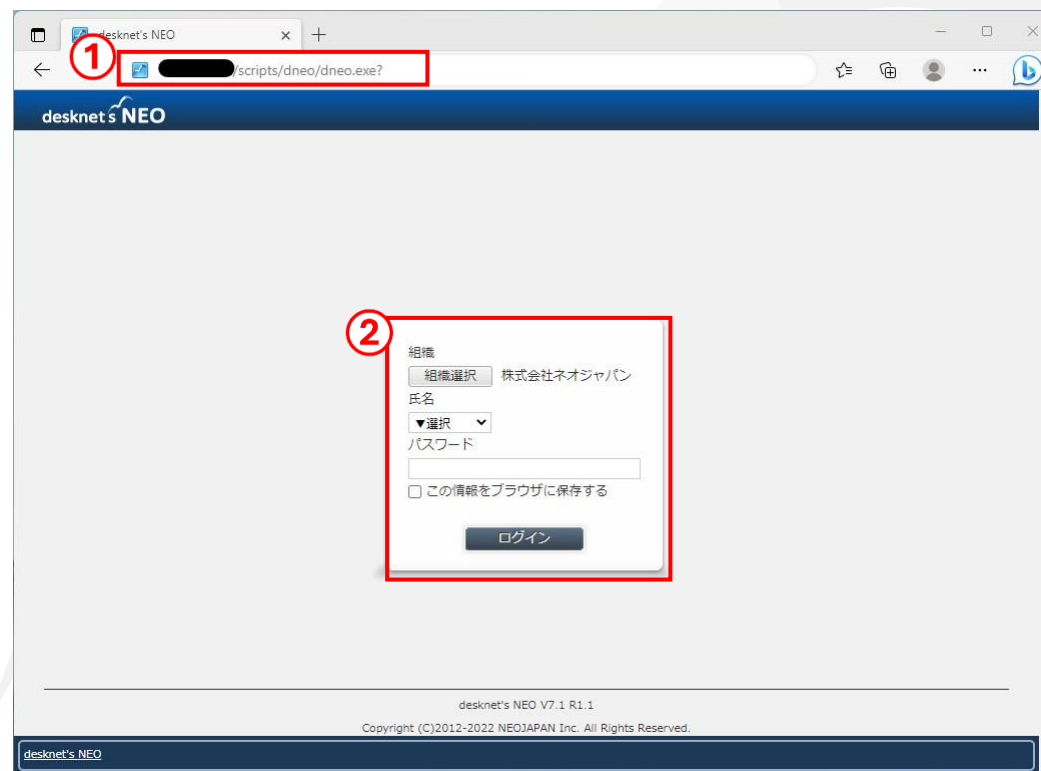 desknet's NEO
①
/scripts/dneo/dneo.exe?
desknet's NEO
②
組織
組織選択 株式会社ネオジャパン
氏名
▼選択
パスワード
この情報をブラウザに保存する
ログイン
desknet's NEO V7.1 R1.1
Copyright (C)2012-2022 NEOJAPAN Inc. All Rights Reserved.
desknet's NEO